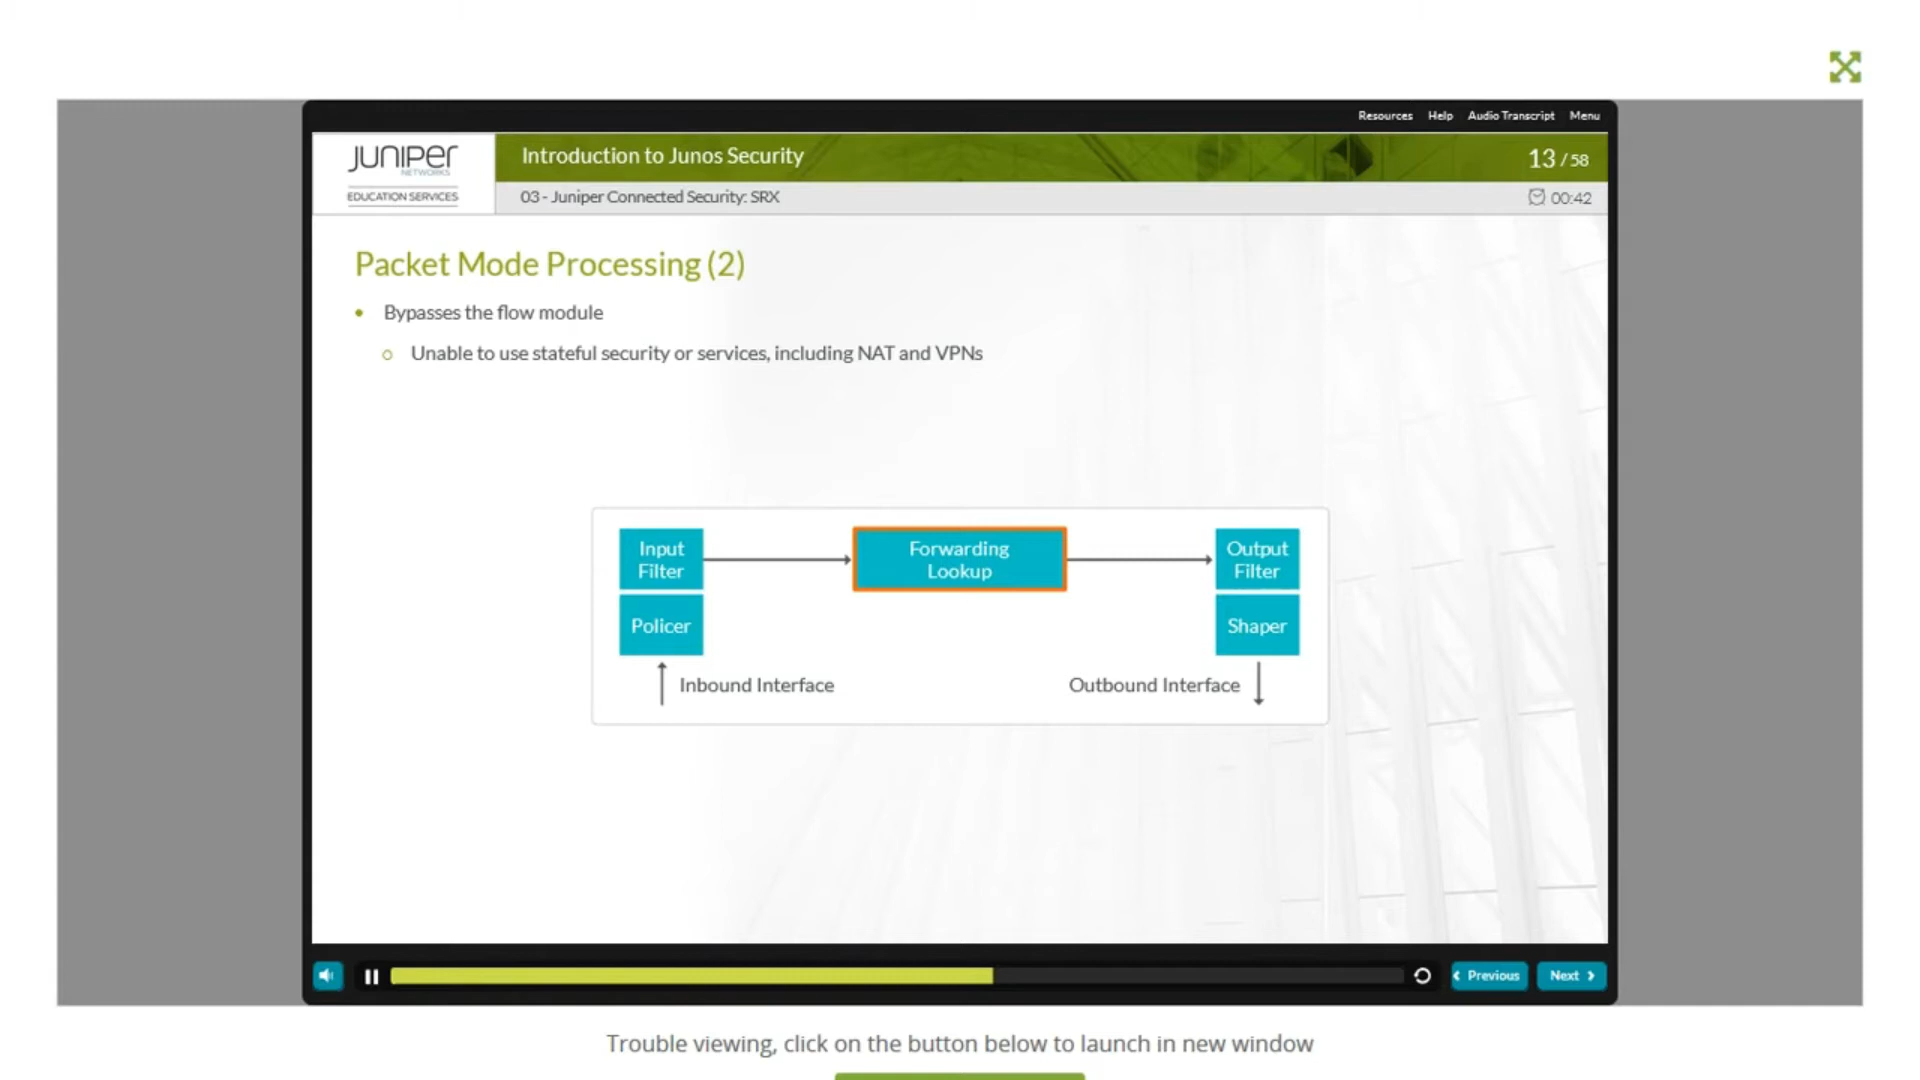 Resources Help Audio Transcript Menu
JUNIPER
NETWORKS
EDUCATION SERVICES
Introduction to Junos Security
13 / 58
03 - Juniper Connected Security: SRX
00:42
Packet Mode Processing (2)
Bypasses the flow module
Unable to use stateful security or services, including NAT and VPNs
Input
Filter
Forwarding
Lookup
Output
Filter
Policer
Shaper
Inbound Interface
Outbound Interface
Previous
Next
Trouble viewing, click on the button below to launch in new window